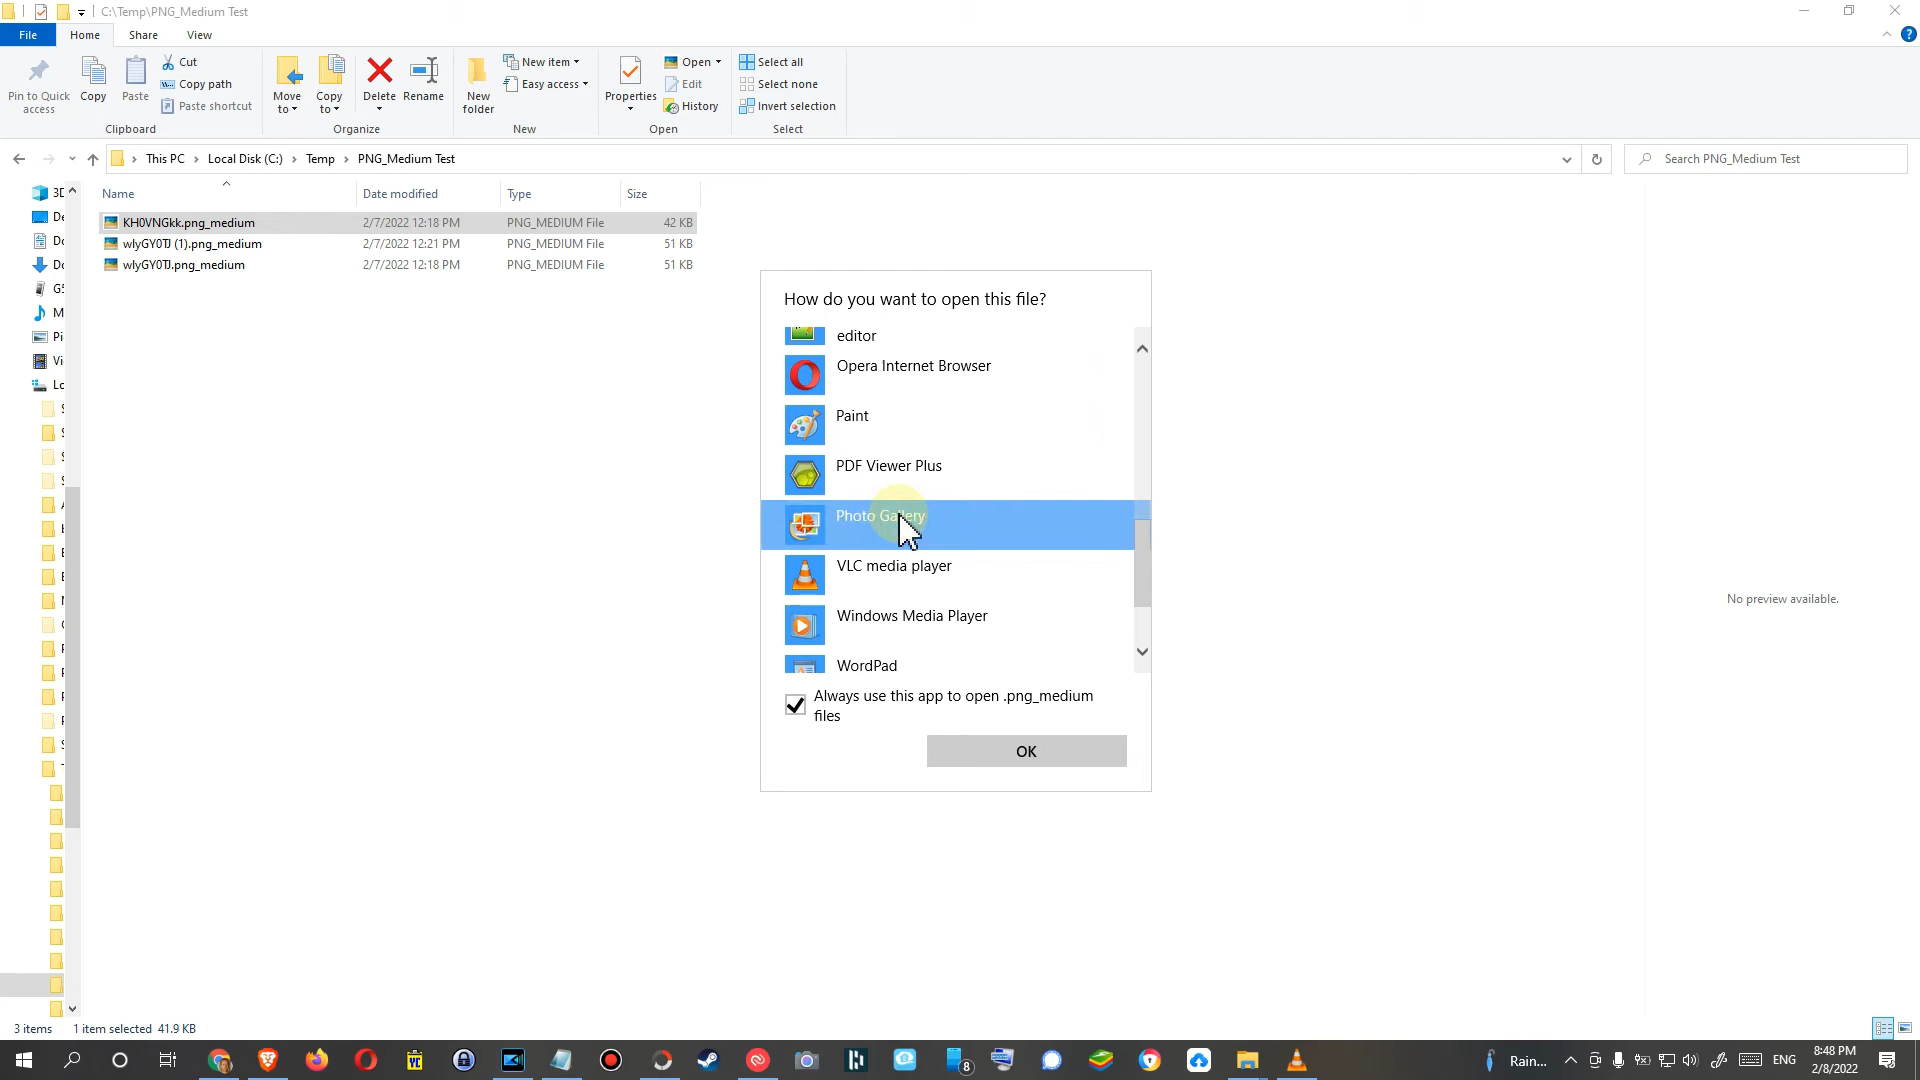 C:\Temp\PNG_Medium Test
File Home Share View
Pin to Quick access
Copy
Paste
Cut
Copy path
Paste shortcut
Clipboard
Move to
Copy to
Delete
Rename
Organize
New folder
New item
Easy access
New
Properties
Open
Edit
History
Open
Select all
Select none
Invert selection
Select
This PC Local Disk (C:) Temp PNG_Medium Test
Search PNG_Medium Test
Name Date modified Type Size
KH0VNGkk.png_medium 2/7/2022 12:18 PM PNG_MEDIUM File 42 KB
wlyGY0TJ (1).png_medium 2/7/2022 12:21 PM PNG_MEDIUM File 51 KB
wlyGY0TJ.png_medium 2/7/2022 12:18 PM PNG_MEDIUM File 51 KB
How do you want to open this file?
editor
Opera Internet Browser
Paint
PDF Viewer Plus
Photo Gallery
VLC media player
Windows Media Player
WordPad
Always use this app to open .png_medium
files
OK
No preview available.
3 items 1 item selected 41.9 KB
Rain... ENG 8:48 PM
2/8/2022